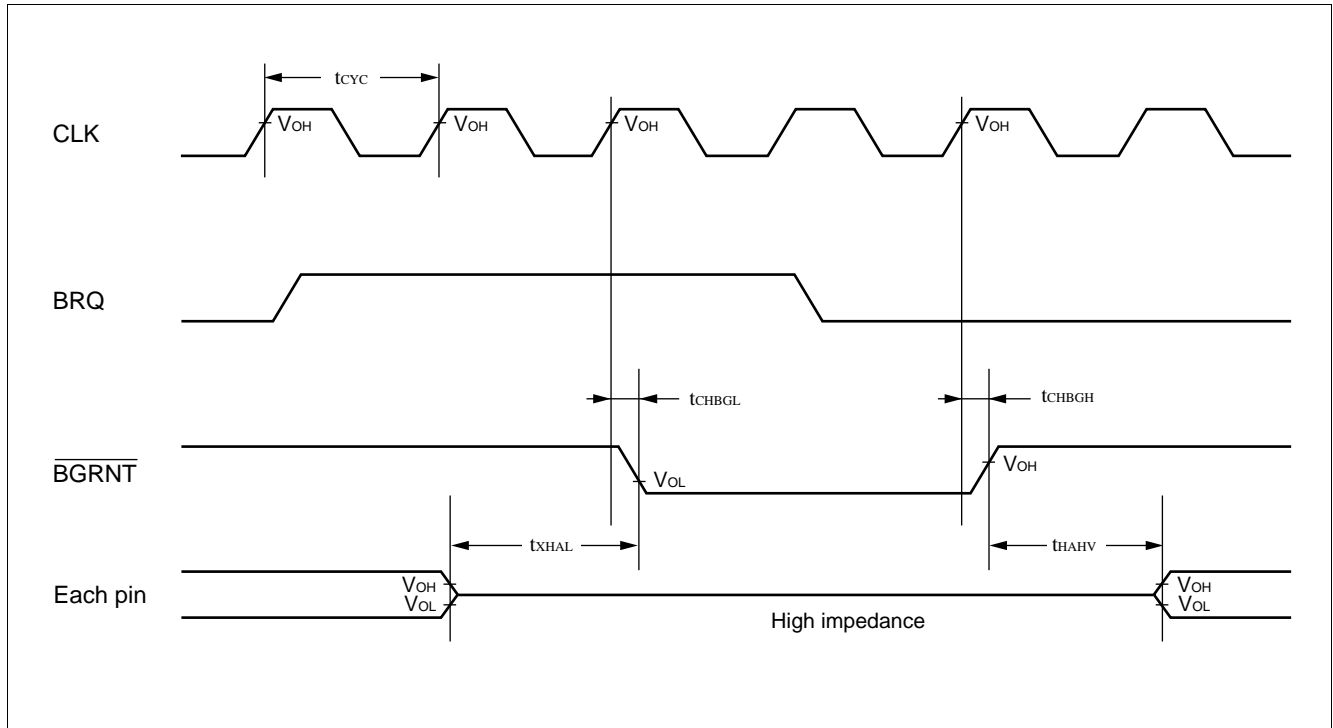 tCYC
CLK
VOH
VOH
VOH
VOH
BRQ
tCHBGL
tCHBGH
BGRNT
VOL
VOH
tXHAL
tHAHV
Each pin
VOH
VOL
High impedance
VOH
VOL